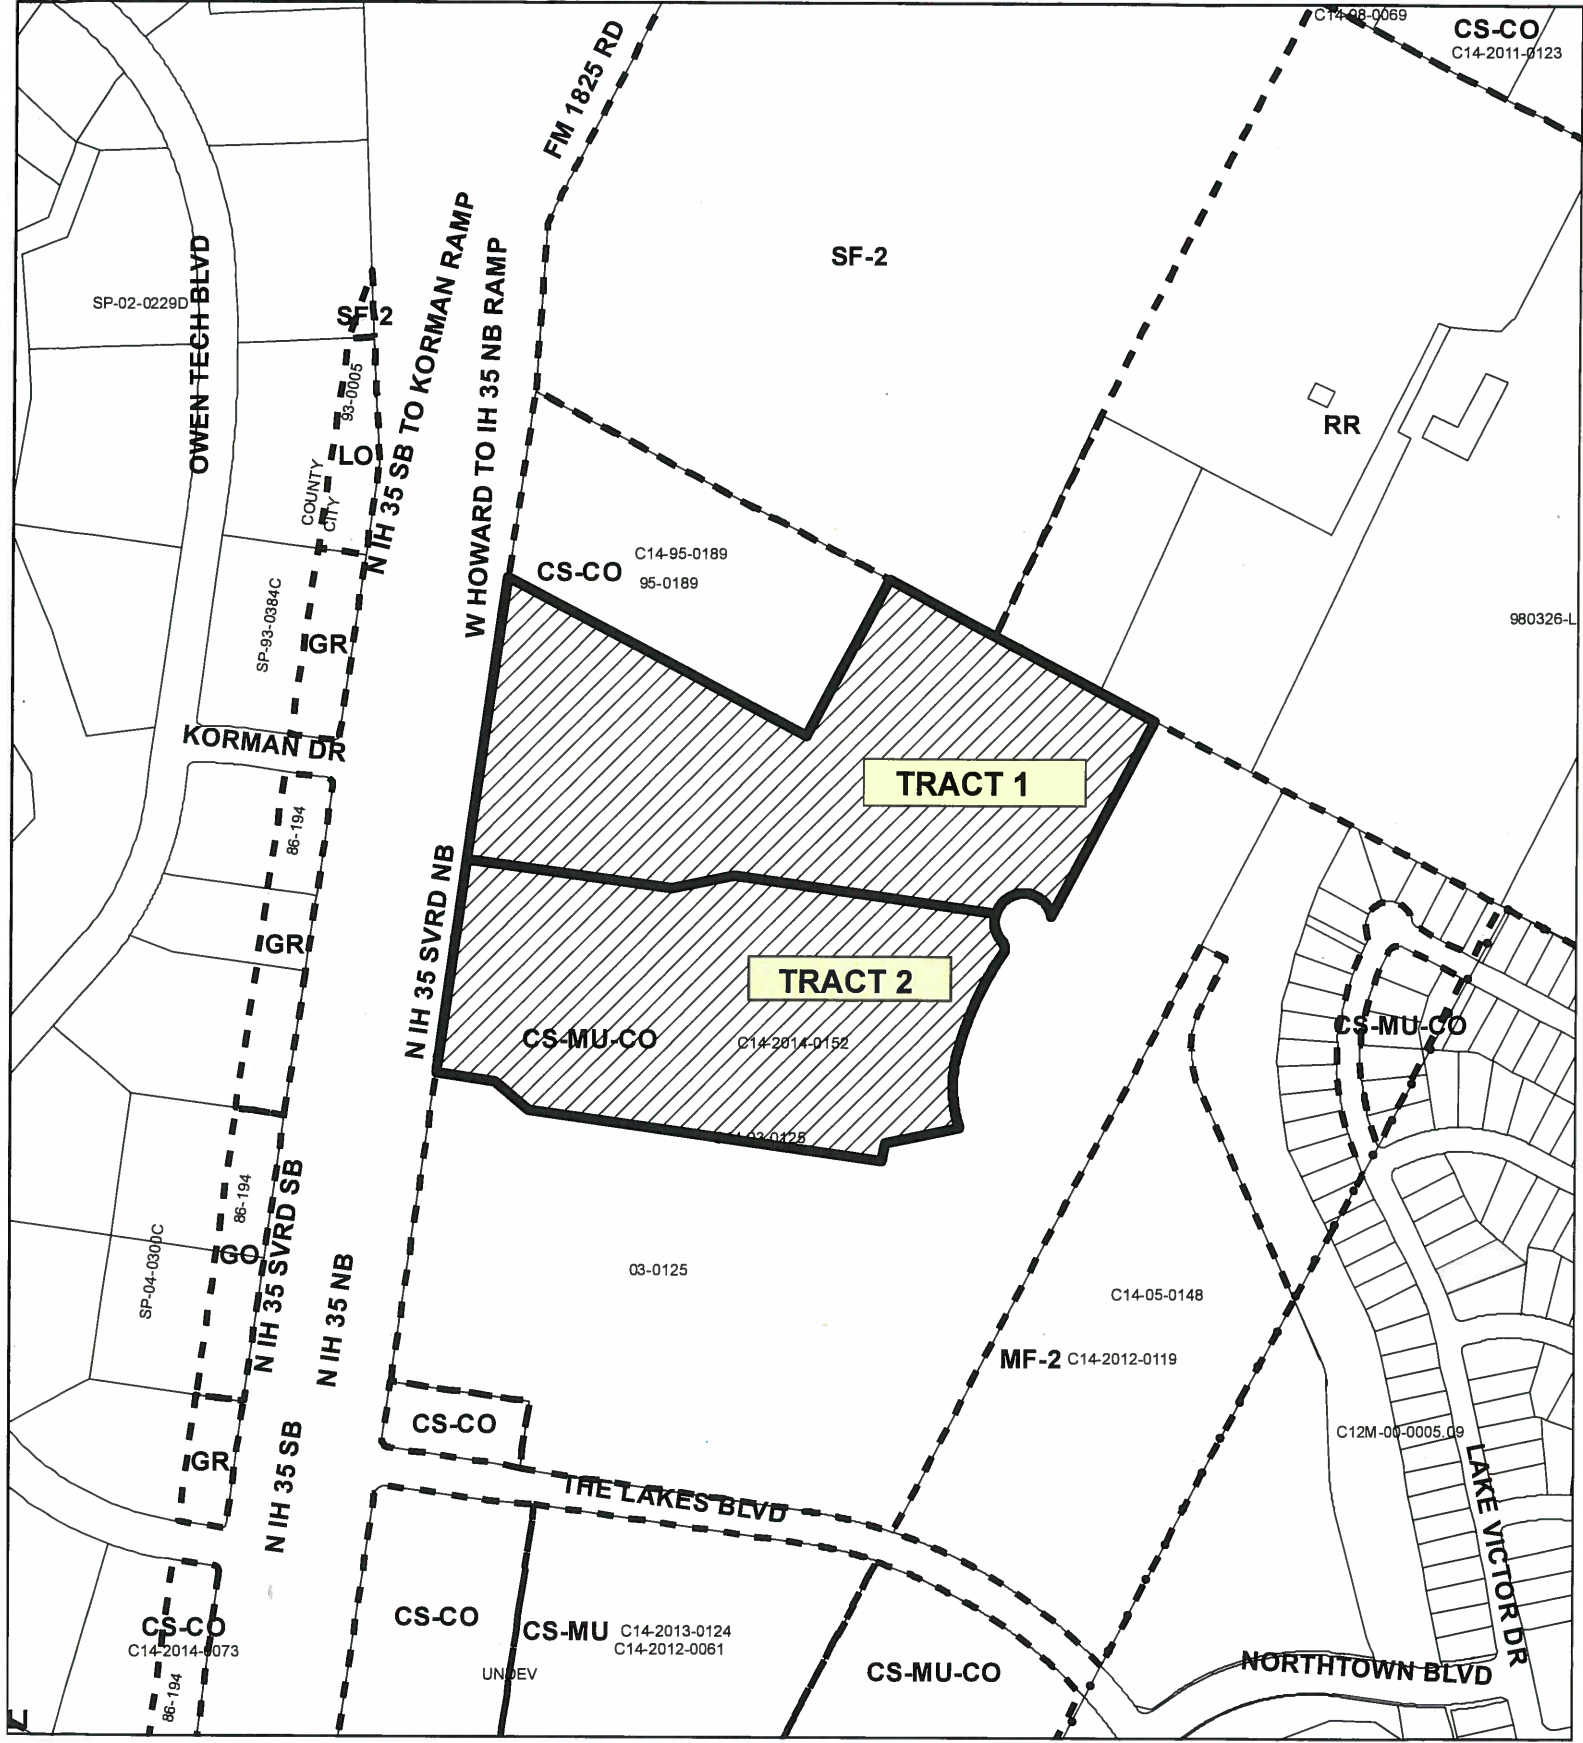 C14-98-0069
CS-CO
C14-2011-0123
FM 1825 RD
SF-2
OWEN TECH BLVD
SP-02-0229D
SF-2
N IH 35 SB TO KORMAN RAMP
W HOWARD TO IH 35 NB RAMP
93-0005
LO
COUNTY
CITY
RR
CS-CO
C14-95-0189
95-0189
980326-L
SP-93-0384C
GR
KORMAN DR
TRACT 1
86-194
N IH 35 SVRD NB
GR
TRACT 2
CS-MU-CO
C14-2014-0152
CS-MU-CO
86-194
N IH 35 SVRD SB
SP-04-0300C
GO
N IH 35 NB
03-0125
C14-05-0148
MF-2
C14-2012-0119
CS-CO
C12M-00-0005.09
GR
N IH 35 SB
THE LAKES BLVD
LAKE VICTOR DR
CS-CO
C14-2014-0073
86-194
CS-CO
CS-MU
C14-2013-0124
C14-2012-0061
UNDEV
CS-MU-CO
NORTHTOWN BLVD